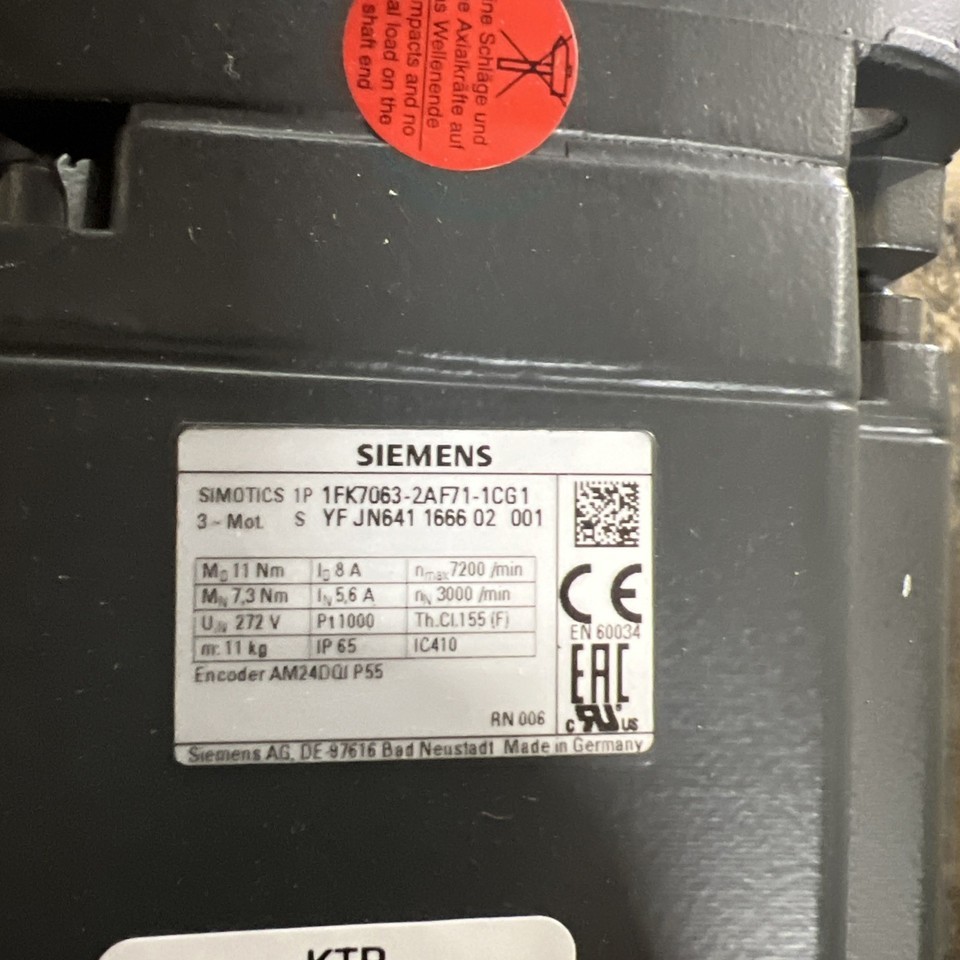 ine Schläge und
e Axialkräfte auf
s Wellenende
mpacts and no
al load on the
shaft end
SIEMENS
SIMOTICS 1P 1FK7063-2AF71-1CG1
3~Mot. S YF JN641 1666 02 001
M0 11 Nm I0 8 A nmax 7200 /min
MN 7,3 Nm IN 5,6 A nN 3000 /min
UIN 272 V Pt1000 Th.Cl.155 (F)
m: 11 kg IP 65 IC410
Encoder AM24DQI P55
RN 006
CE
EN 60034
EAC
c RU US
Siemens AG, DE-97616 Bad Neustadt Made in Germany
KTR